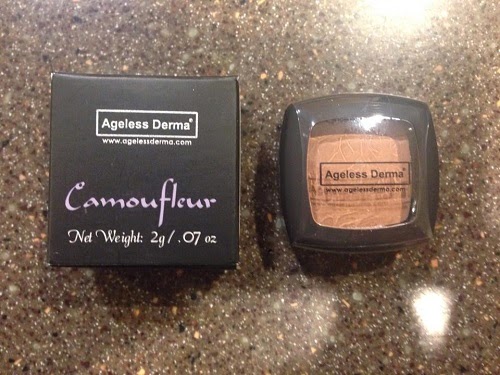 Ageless Derma®
www.agelessderma.com
Camoufleur
Net Weight: 2g/.07 oz
Ageless Derma®
www.agelessderma.com